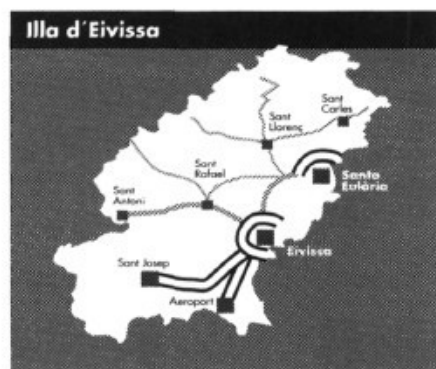 Illa d'Eivissa
Sant
Carles
Sant
Llorenç
Santa
Eulària
Sant
Rafael
Sant
Antoni
Eivissa
Sant Josep
Aeroport